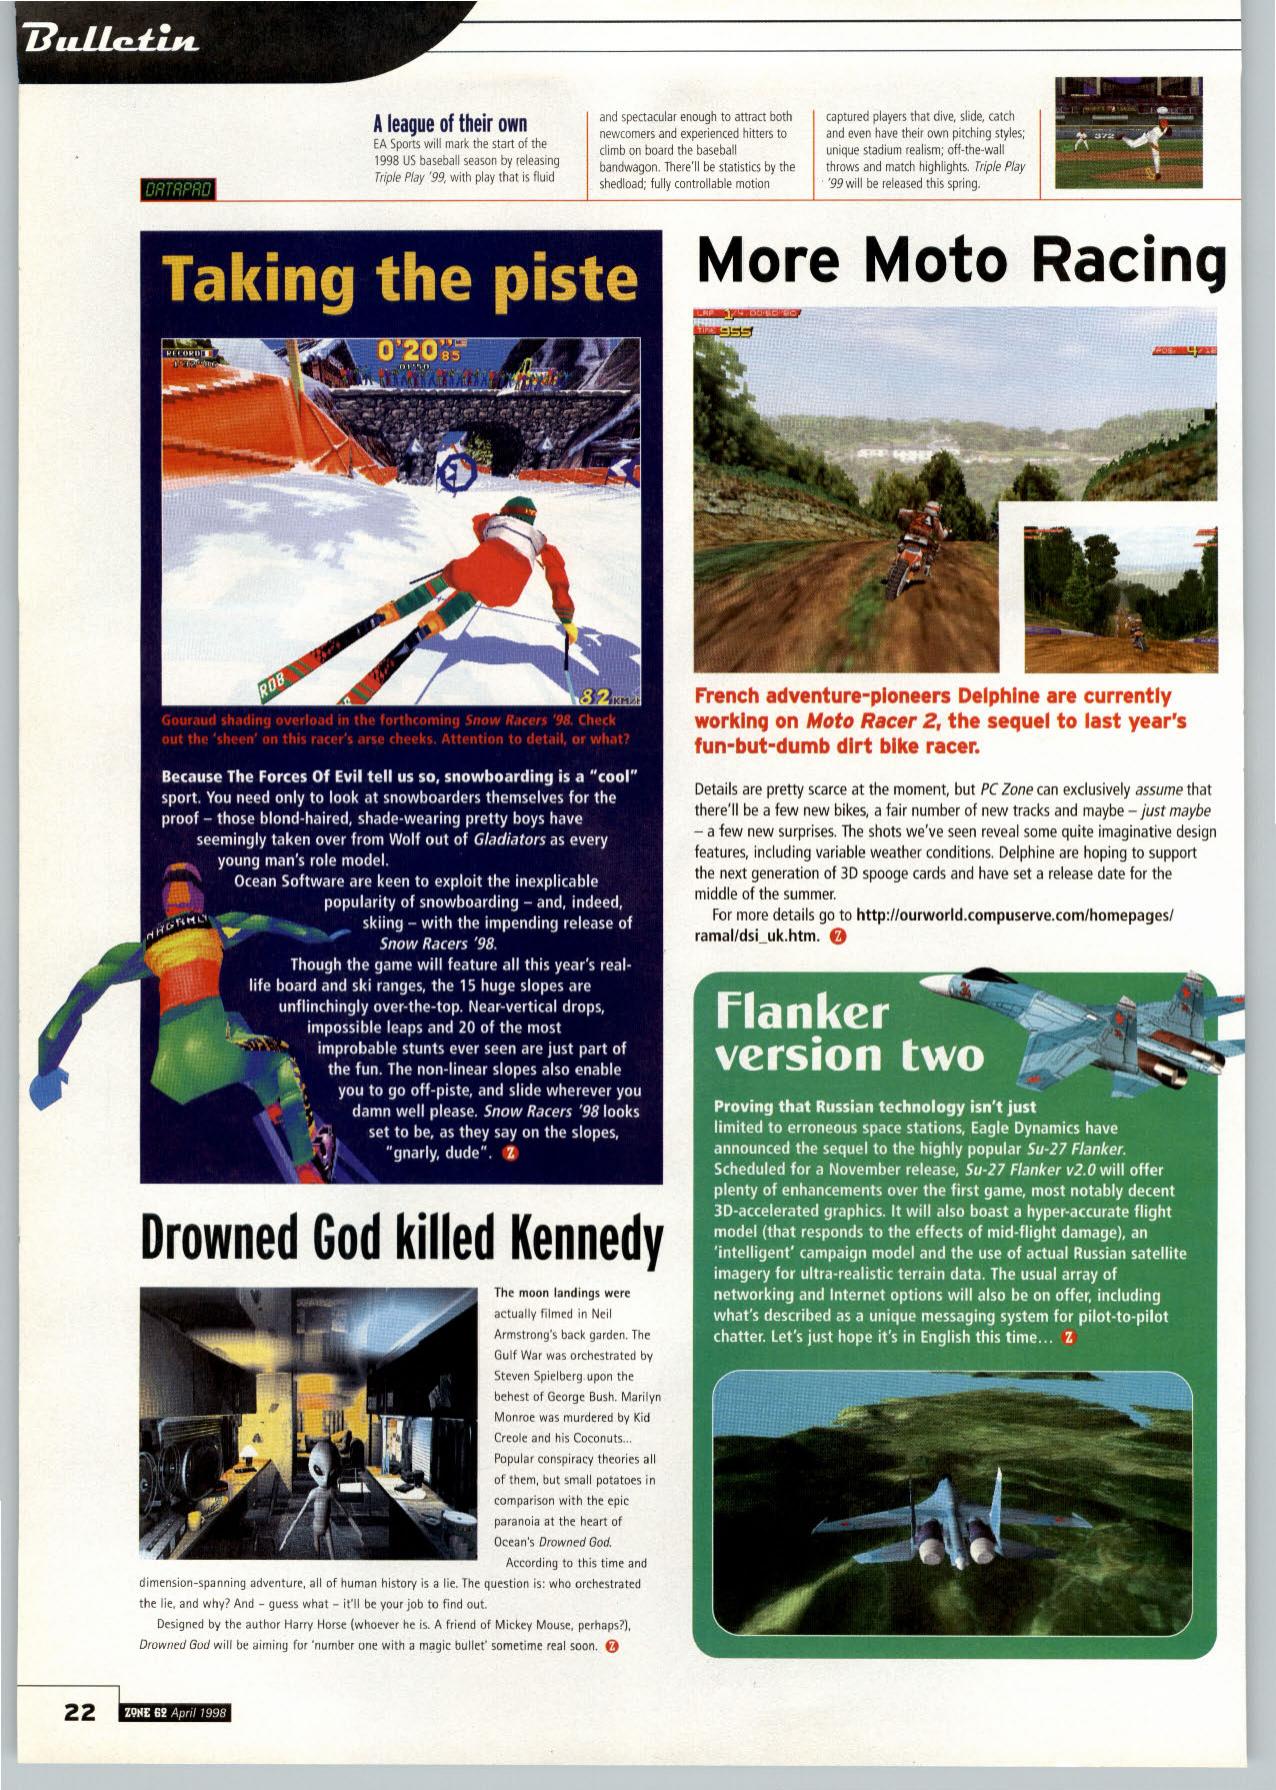 Bulletin
DATAPAD
A league of their own
EA Sports will mark the start of the
1998 US baseball season by releasing
Triple Play '99, with play that is fluid
and spectacular enough to attract both
newcomers and experienced hitters to
climb on board the baseball
bandwagon. There'll be statistics by the
shedload; fully controllable motion
captured players that dive, slide, catch
and even have their own pitching styles;
unique stadium realism; off-the-wall
throws and match highlights. Triple Play
'99 will be released this spring.
372
Taking the piste
RECORD
0'20"85
ROB
82KM/H
Gouraud shading overload in the forthcoming Snow Racers '98. Check
out the 'sheen' on this racer's arse cheeks. Attention to detail, or what?
Because The Forces Of Evil tell us so, snowboarding is a "cool"
sport. You need only to look at snowboarders themselves for the
proof – those blond-haired, shade-wearing pretty boys have
seemingly taken over from Wolf out of Gladiators as every
young man's role model.
Ocean Software are keen to exploit the inexplicable
popularity of snowboarding – and, indeed,
skiing – with the impending release of
Snow Racers '98.
Though the game will feature all this year's real-
life board and ski ranges, the 15 huge slopes are
unflinchingly over-the-top. Near-vertical drops,
impossible leaps and 20 of the most
improbable stunts ever seen are just part of
the fun. The non-linear slopes also enable
you to go off-piste, and slide wherever you
damn well please. Snow Racers '98 looks
set to be, as they say on the slopes,
"gnarly, dude". Z
Drowned God killed Kennedy
The moon landings were
actually filmed in Neil
Armstrong's back garden. The
Gulf War was orchestrated by
Steven Spielberg upon the
behest of George Bush. Marilyn
Monroe was murdered by Kid
Creole and his Coconuts...
Popular conspiracy theories all
of them, but small potatoes in
comparison with the epic
paranoia at the heart of
Ocean's Drowned God.
According to this time and
dimension-spanning adventure, all of human history is a lie. The question is: who orchestrated
the lie, and why? And – guess what – it'll be your job to find out.
Designed by the author Harry Horse (whoever he is. A friend of Mickey Mouse, perhaps?),
Drowned God will be aiming for 'number one with a magic bullet' sometime real soon. Z
More Moto Racing
LAP 1/4
TIME 955
French adventure-pioneers Delphine are currently
working on Moto Racer 2, the sequel to last year's
fun-but-dumb dirt bike racer.
Details are pretty scarce at the moment, but PC Zone can exclusively assume that
there'll be a few new bikes, a fair number of new tracks and maybe – just maybe
– a few new surprises. The shots we've seen reveal some quite imaginative design
features, including variable weather conditions. Delphine are hoping to support
the next generation of 3D spooge cards and have set a release date for the
middle of the summer.
For more details go to http://ourworld.compuserve.com/homepages/
ramal/dsi_uk.htm. Z
Flanker
version two
Proving that Russian technology isn't just
limited to erroneous space stations, Eagle Dynamics have
announced the sequel to the highly popular Su-27 Flanker.
Scheduled for a November release, Su-27 Flanker v2.0 will offer
plenty of enhancements over the first game, most notably decent
3D-accelerated graphics. It will also boast a hyper-accurate flight
model (that responds to the effects of mid-flight damage), an
'intelligent' campaign model and the use of actual Russian satellite
imagery for ultra-realistic terrain data. The usual array of
networking and Internet options will also be on offer, including
what's described as a unique messaging system for pilot-to-pilot
chatter. Let's just hope it's in English this time... Z
22
ZONE 62 April 1998